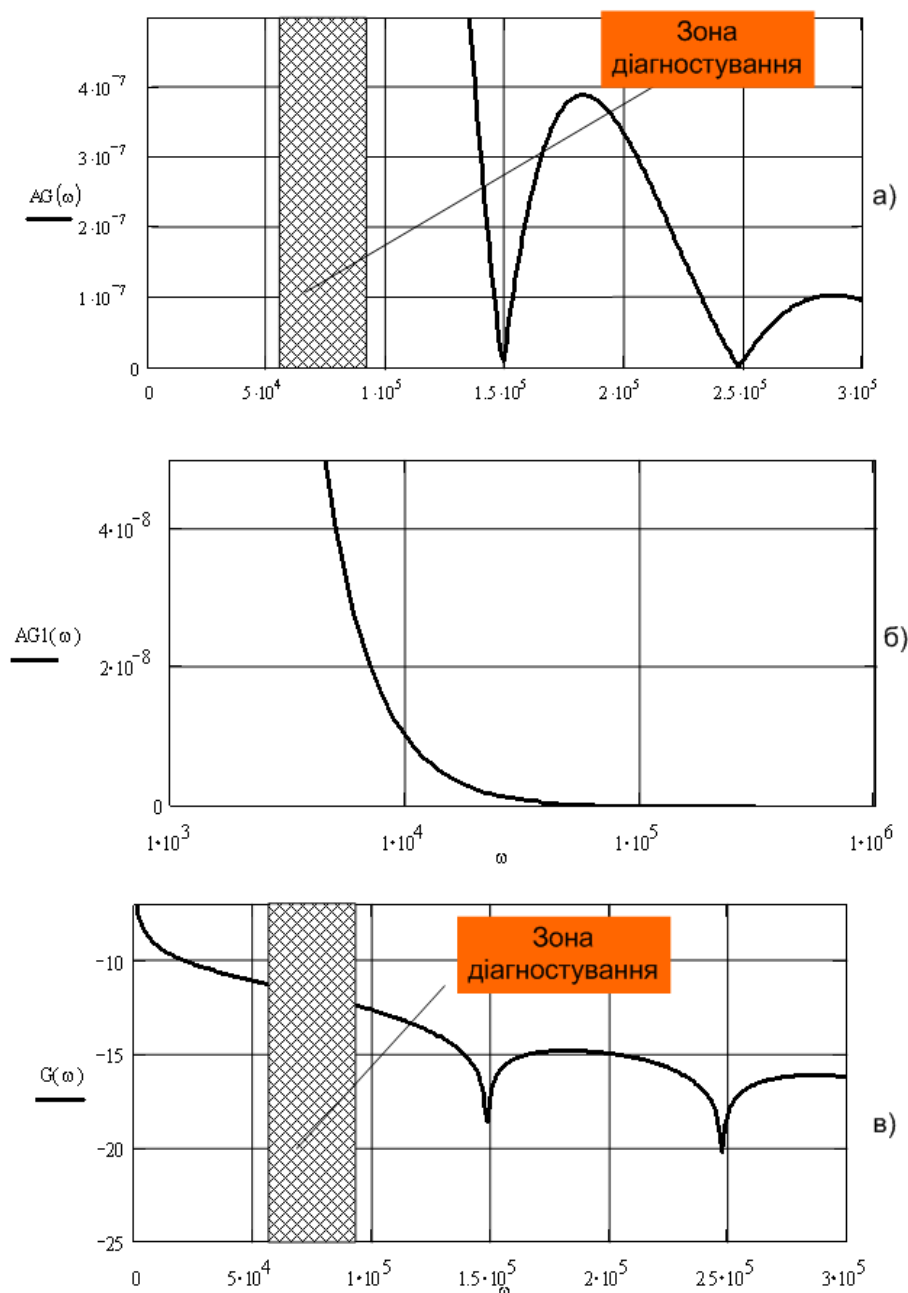 Зона
діагностування
4·10⁻⁷
3·10⁻⁷
AG(ω)
2·10⁻⁷
1·10⁻⁷
0
а)
0 5·10⁴ 1·10⁵ 1.5·10⁵ 2·10⁵ 2.5·10⁵ 3·10⁵
4·10⁻⁸
AG1(ω)
2·10⁻⁸
0
б)
1·10³ 1·10⁴ 1·10⁵ 1·10⁶
ω
Зона
діагностування
-10
-15
G(ω)
-20
-25
в)
0 5·10⁴ 1·10⁵ 1.5·10⁵ 2·10⁵ 2.5·10⁵ 3·10⁵
ω